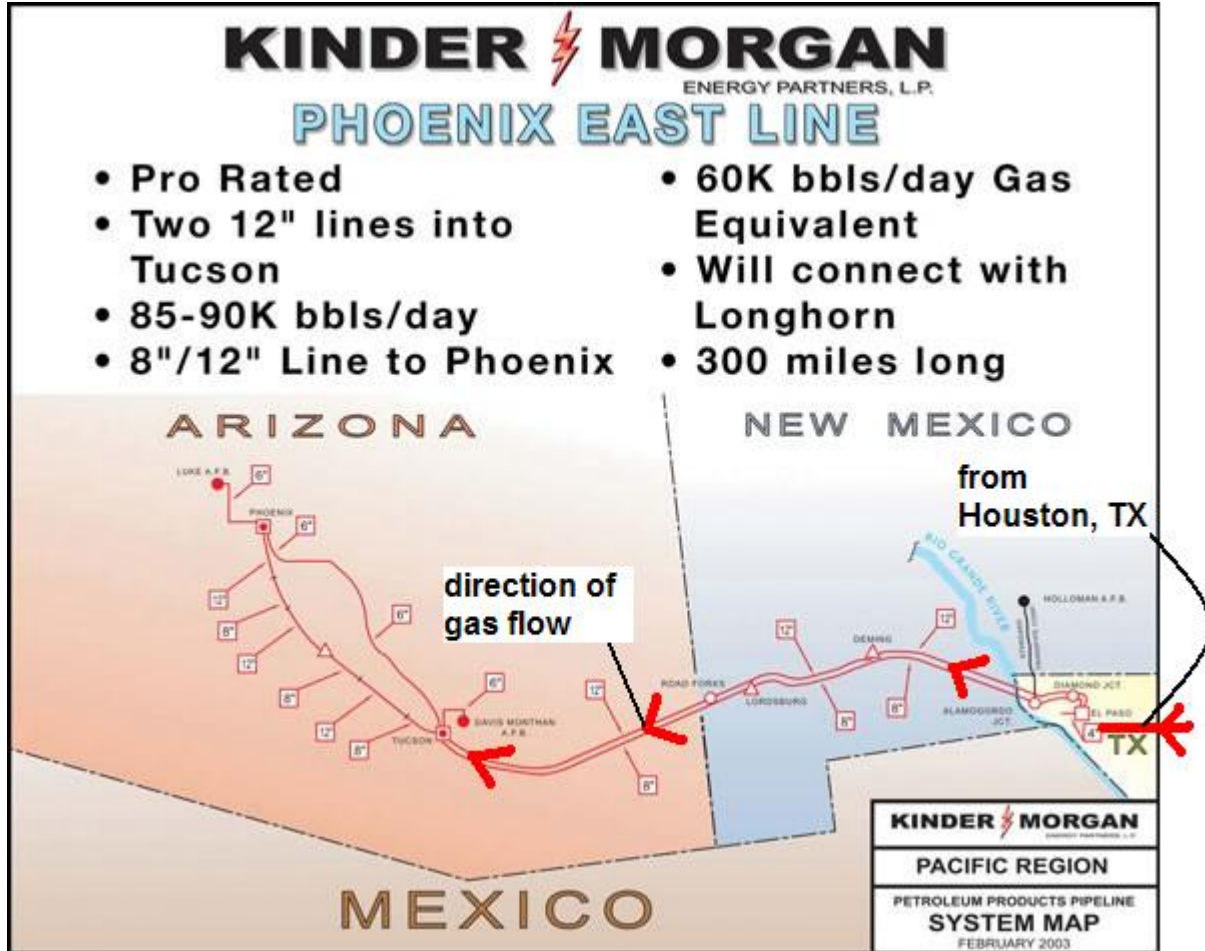 KINDER MORGAN
ENERGY PARTNERS, L.P.
PHOENIX EAST LINE
• Pro Rated
• Two 12" lines into
Tucson
• 85-90K bbls/day
• 8"/12" Line to Phoenix
• 60K bbls/day Gas
Equivalent
• Will connect with
Longhorn
• 300 miles long
ARIZONA
NEW MEXICO
from
Houston, TX
LUKE A.F.B.
6"
PHOENIX
6"
RIO GRANDE RIVER
direction of
gas flow
12"
6"
HOLLOMAN A.F.B.
8"
12"
12"
12"
DEMING
6"
12"
ROAD FORKS
DIAMOND JCT.
8"
LORDSBURG
8"
8"
ALAMOGORDO
JCT.
EL PASO
12"
DAVIS MONTHAN
A.F.B.
4"
8"
TUCSON
TX
8"
MEXICO
KINDER MORGAN
ENERGY PARTNERS, L.P.
PACIFIC REGION
PETROLEUM PRODUCTS PIPELINE
SYSTEM MAP
FEBRUARY 2003